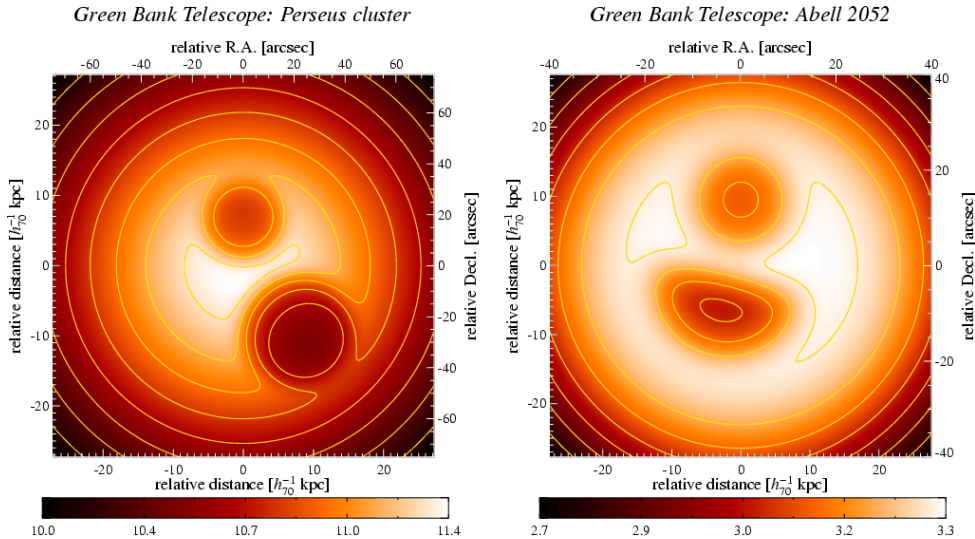 Green Bank Telescope: Perseus cluster
relative R.A. [arcsec]
-60 -40 -20 0 20 40 60
relative distance [h₇₀⁻¹ kpc]
20
10
0
-10
-20
60
40
20
0
-20
-40
-60
relative Decl. [arcsec]
-20 -10 0 10 20
relative distance [h₇₀⁻¹ kpc]
10.0 10.4 10.7 11.0 11.4
Green Bank Telescope: Abell 2052
relative R.A. [arcsec]
-40 -20 0 20 40
relative distance [h₇₀⁻¹ kpc]
20
10
0
-10
-20
40
20
0
-20
-40
relative Decl. [arcsec]
-20 -10 0 10 20
relative distance [h₇₀⁻¹ kpc]
2.7 2.9 3.0 3.2 3.3